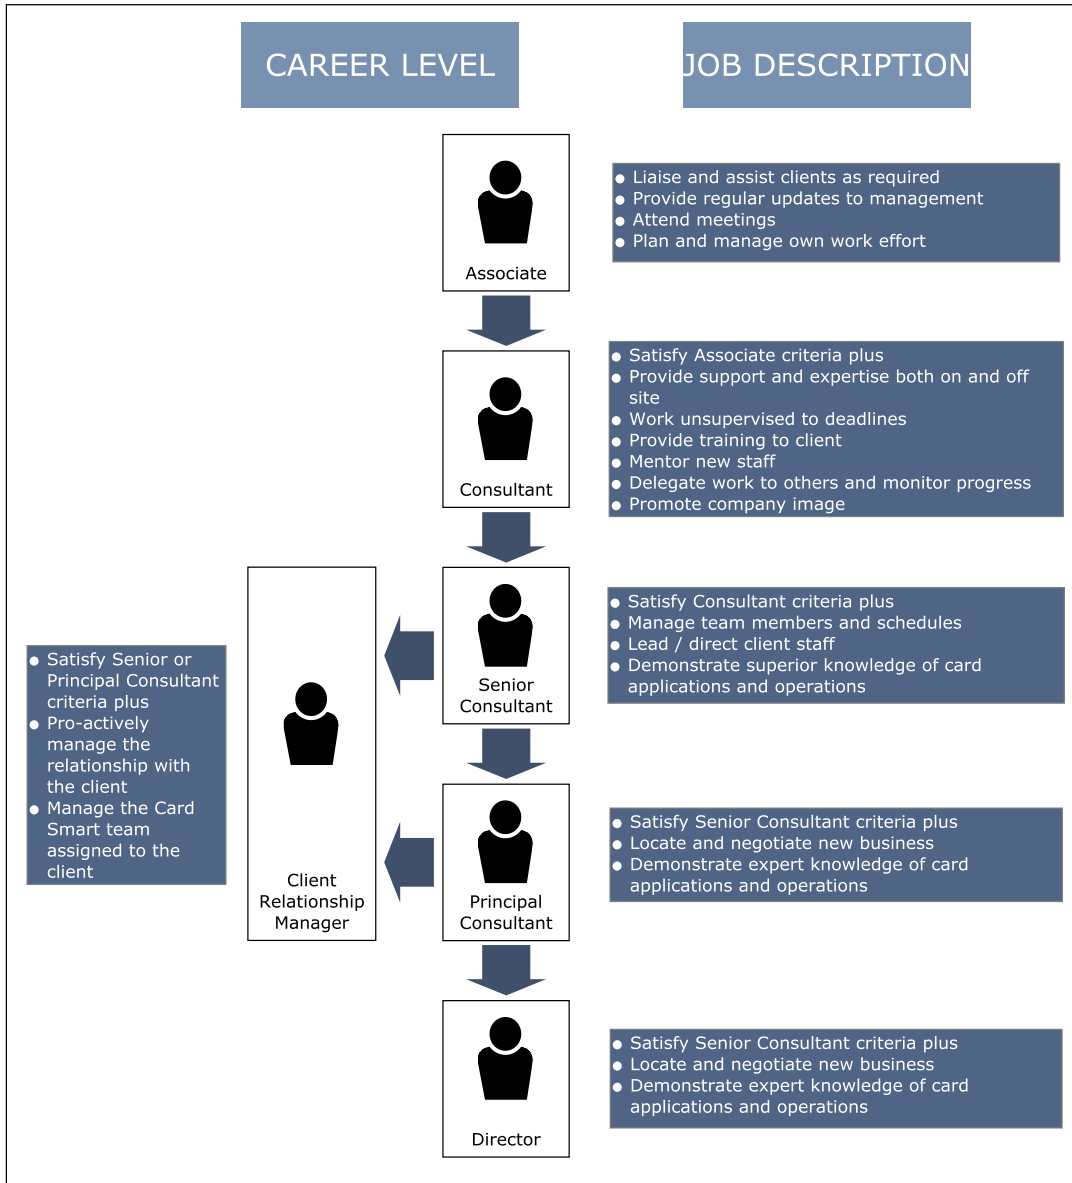 CAREER LEVEL
JOB DESCRIPTION
Associate
● Liaise and assist clients as required
● Provide regular updates to management
● Attend meetings
● Plan and manage own work effort
Consultant
● Satisfy Associate criteria plus
● Provide support and expertise both on and off
site
● Work unsupervised to deadlines
● Provide training to client
● Mentor new staff
● Delegate work to others and monitor progress
● Promote company image
Senior
Consultant
● Satisfy Consultant criteria plus
● Manage team members and schedules
● Lead / direct client staff
● Demonstrate superior knowledge of card
applications and operations
● Satisfy Senior or
Principal Consultant
criteria plus
● Pro-actively
manage the
relationship with
the client
● Manage the Card
Smart team
assigned to the
client
Client
Relationship
Manager
Principal
Consultant
● Satisfy Senior Consultant criteria plus
● Locate and negotiate new business
● Demonstrate expert knowledge of card
applications and operations
Director
● Satisfy Senior Consultant criteria plus
● Locate and negotiate new business
● Demonstrate expert knowledge of card
applications and operations